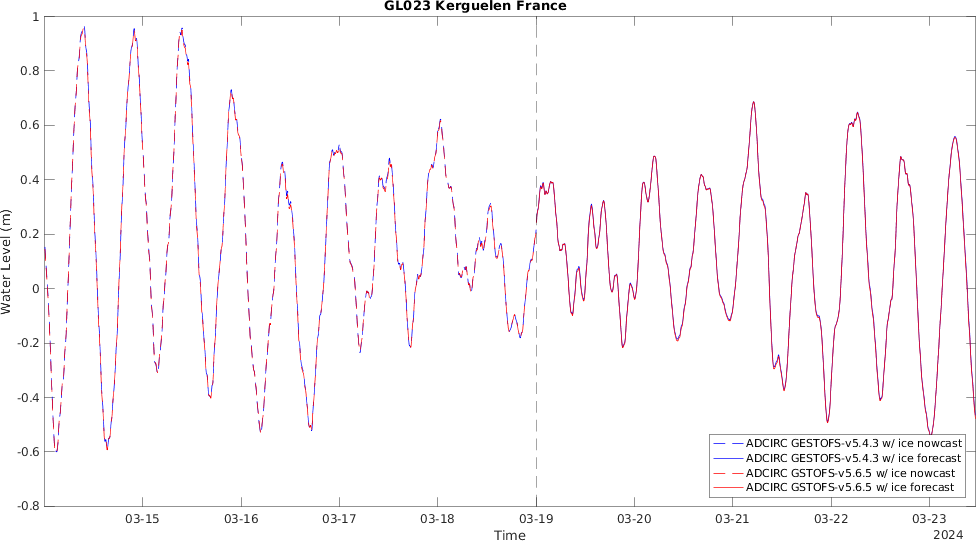 GL023 Kerguelen France
1
0.8
0.6
0.4
0.2
0
-0.2
-0.4
-0.6
-0.8
Water Level (m)
ADCIRC GESTOFS-v5.4.3 w/ ice nowcast
ADCIRC GESTOFS-v5.4.3 w/ ice forecast
ADCIRC GSTOFS-v5.6.5 w/ ice nowcast
ADCIRC GSTOFS-v5.6.5 w/ ice forecast
03-15 03-16 03-17 03-18 03-19 03-20 03-21 03-22 03-23
Time 2024